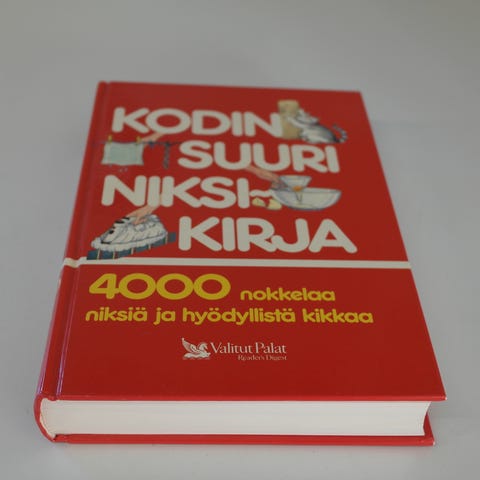 KODIN
SUURI
NIKSI-
KIRJA
4000 nokkelaa
niksiä ja hyödyllistä kikkaa
Valitut Palat
Reader's Digest